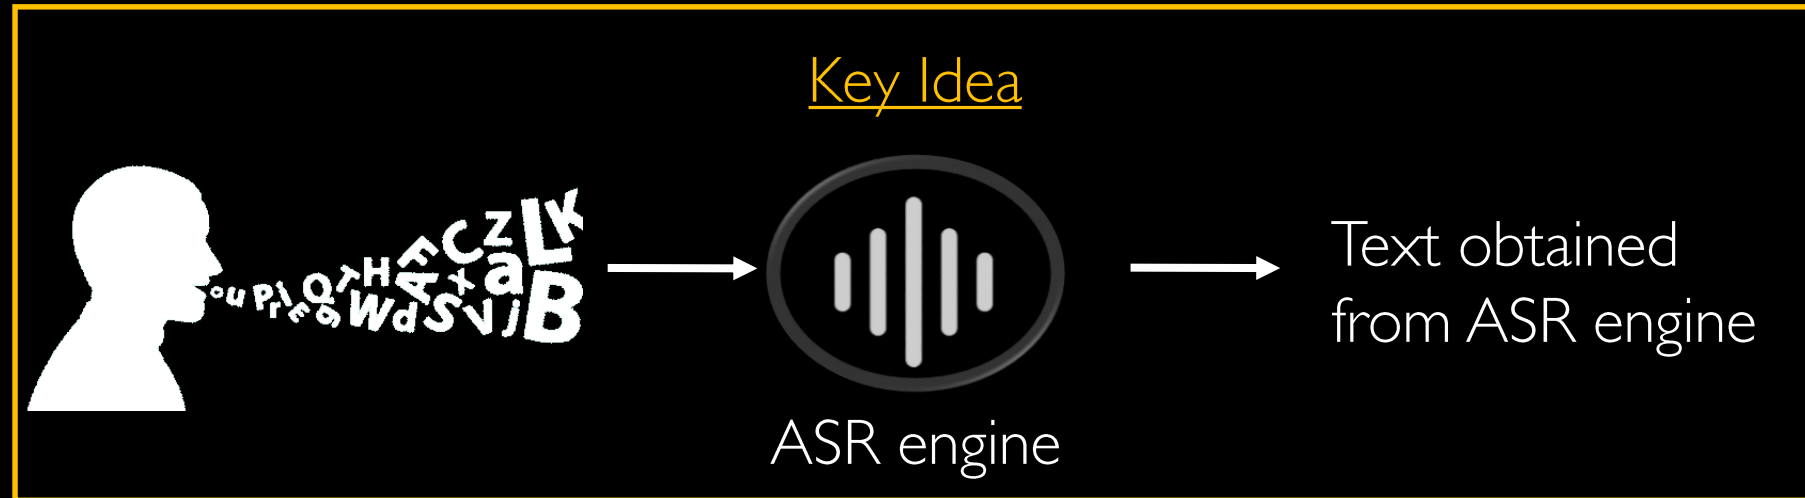 Key Idea
o u P r i E Q g T H W d F A X S C Z a V j L K B
ASR engine
Text obtained
from ASR engine